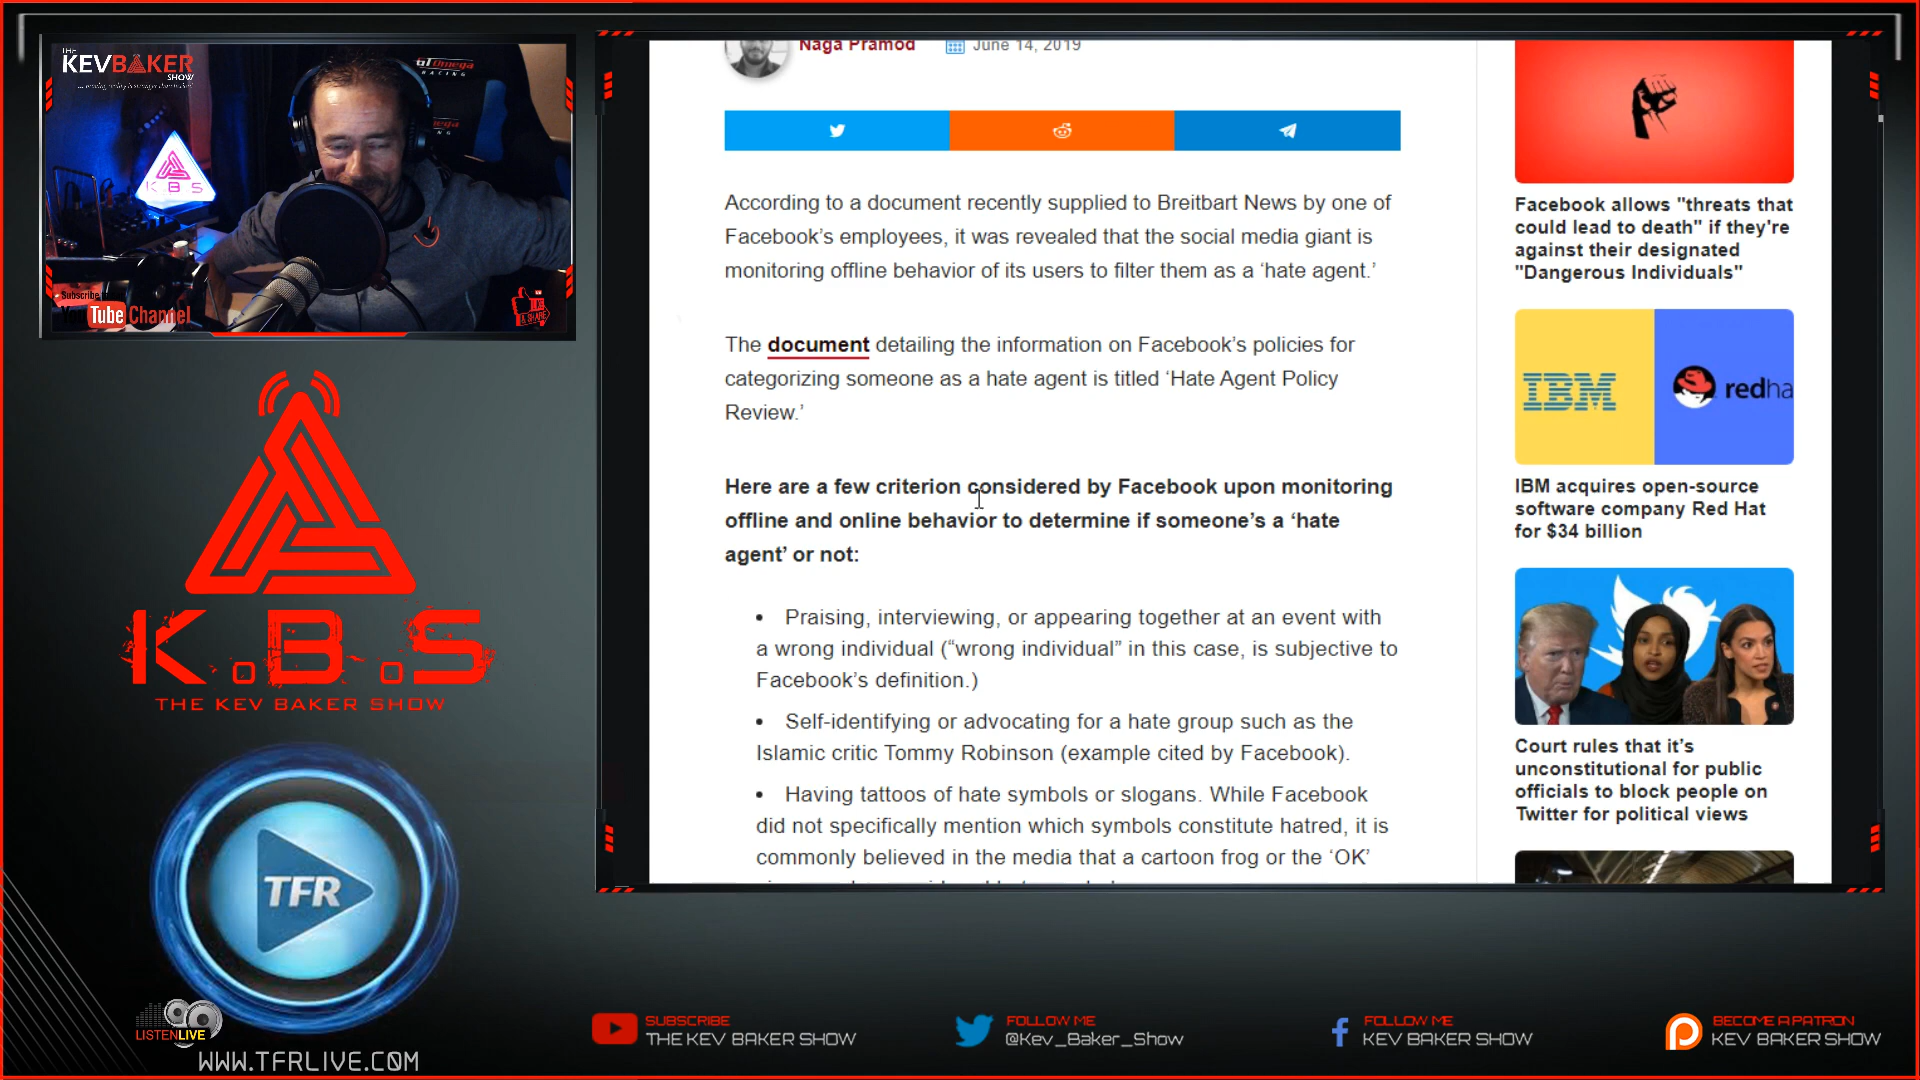 THE
KEVBAKER
SHOW
GT Omega
RACING
K B S
Subscribe
YouTube Channel
K.B.S
THE KEV BAKER SHOW
TFR
LISTENLIVE
WWW.TFRLIVE.COM
Naga Pramod
June 14, 2019
According to a document recently supplied to Breitbart News by one of
Facebook’s employees, it was revealed that the social media giant is
monitoring offline behavior of its users to filter them as a ‘hate agent.’
The document detailing the information on Facebook’s policies for
categorizing someone as a hate agent is titled ‘Hate Agent Policy
Review.’
Here are a few criterion considered by Facebook upon monitoring
offline and online behavior to determine if someone’s a ‘hate
agent’ or not:
• Praising, interviewing, or appearing together at an event with
a wrong individual (“wrong individual” in this case, is subjective to
Facebook’s definition.)
• Self-identifying or advocating for a hate group such as the
Islamic critic Tommy Robinson (example cited by Facebook).
• Having tattoos of hate symbols or slogans. While Facebook
did not specifically mention which symbols constitute hatred, it is
commonly believed in the media that a cartoon frog or the ‘OK’
Facebook allows "threats that
could lead to death" if they're
against their designated
"Dangerous Individuals"
IBM
redha
IBM acquires open-source
software company Red Hat
for $34 billion
Court rules that it’s
unconstitutional for public
officials to block people on
Twitter for political views
SUBSCRIBE
THE KEV BAKER SHOW
FOLLOW ME
@Kev_Baker_Show
FOLLOW ME
KEV BAKER SHOW
BECOME A PATRON
KEV BAKER SHOW